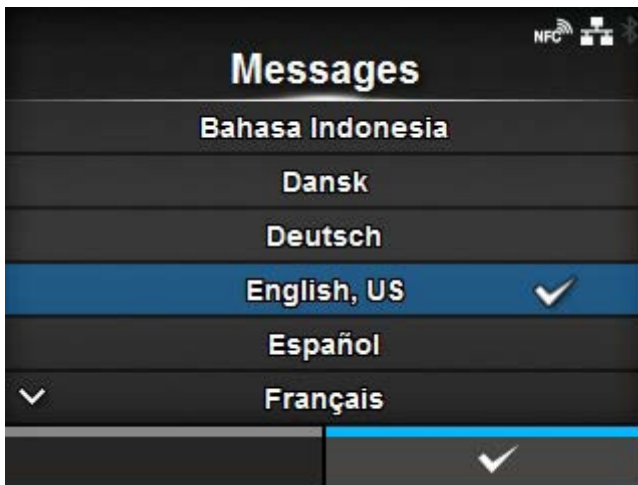 NFC
Messages
Bahasa Indonesia
Dansk
Deutsch
English, US
Español
Français